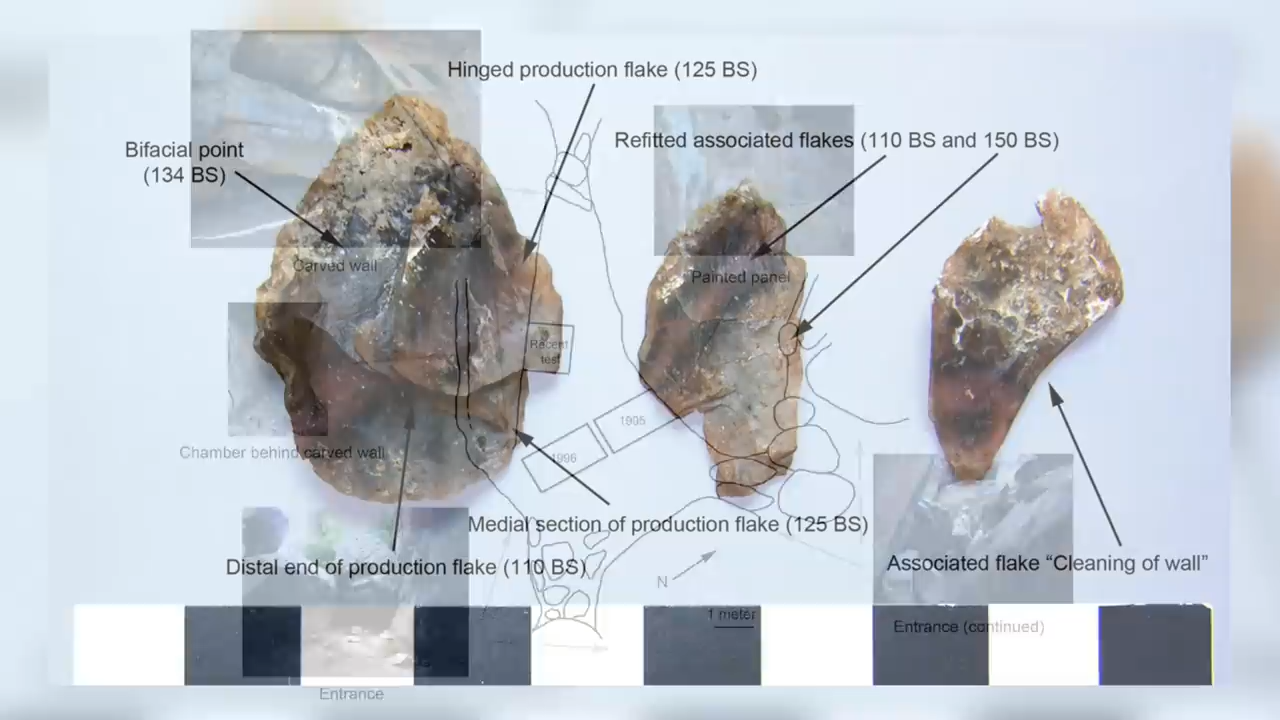 Hinged production flake (125 BS)
Bifacial point
(134 BS)
Refitted associated flakes (110 BS and 150 BS)
Carved wall
Painted panel
Recent
test
1995
1996
Chamber behind carved wall
Medial section of production flake (125 BS)
Distal end of production flake (110 BS)
Associated flake “Cleaning of wall”
N
1 meter
Entrance (continued)
Entrance